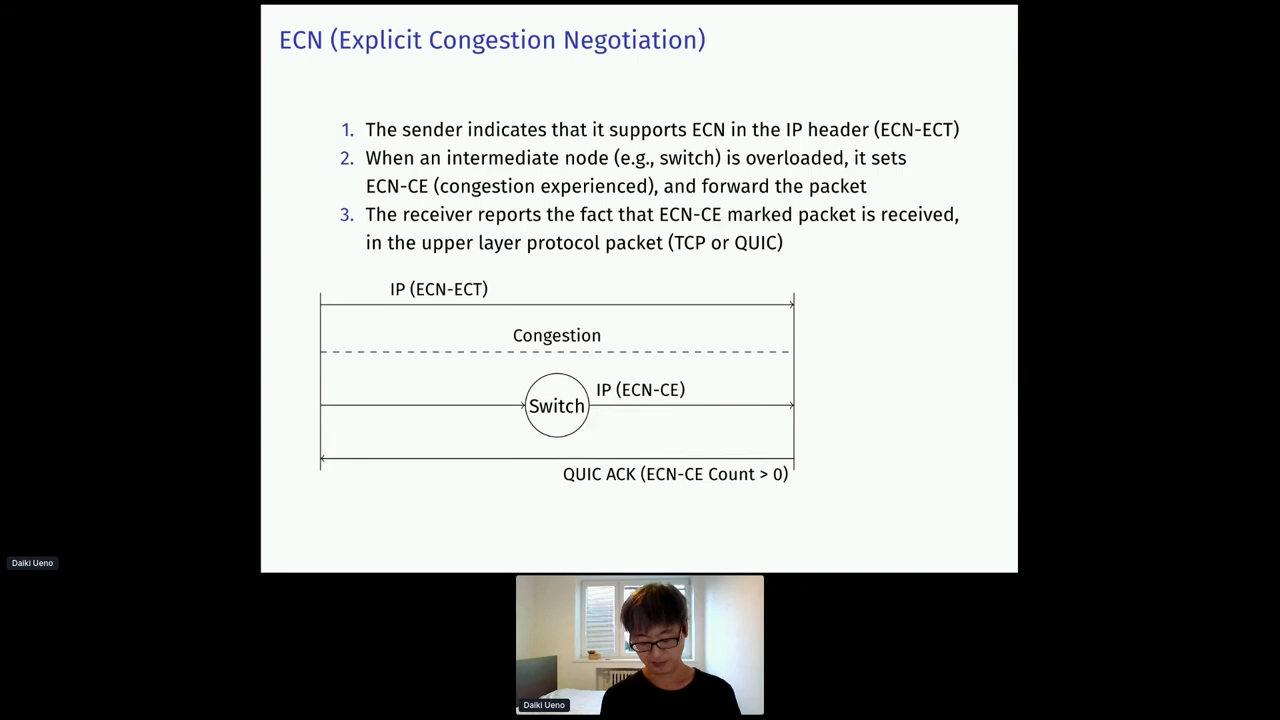 ECN (Explicit Congestion Negotiation)
1. The sender indicates that it supports ECN in the IP header (ECN-ECT)
2. When an intermediate node (e.g., switch) is overloaded, it sets
ECN-CE (congestion experienced), and forward the packet
3. The receiver reports the fact that ECN-CE marked packet is received,
in the upper layer protocol packet (TCP or QUIC)
IP (ECN-ECT)
Congestion
IP (ECN-CE)
Switch
QUIC ACK (ECN-CE Count > 0)
Daiki Ueno
Daiki Ueno